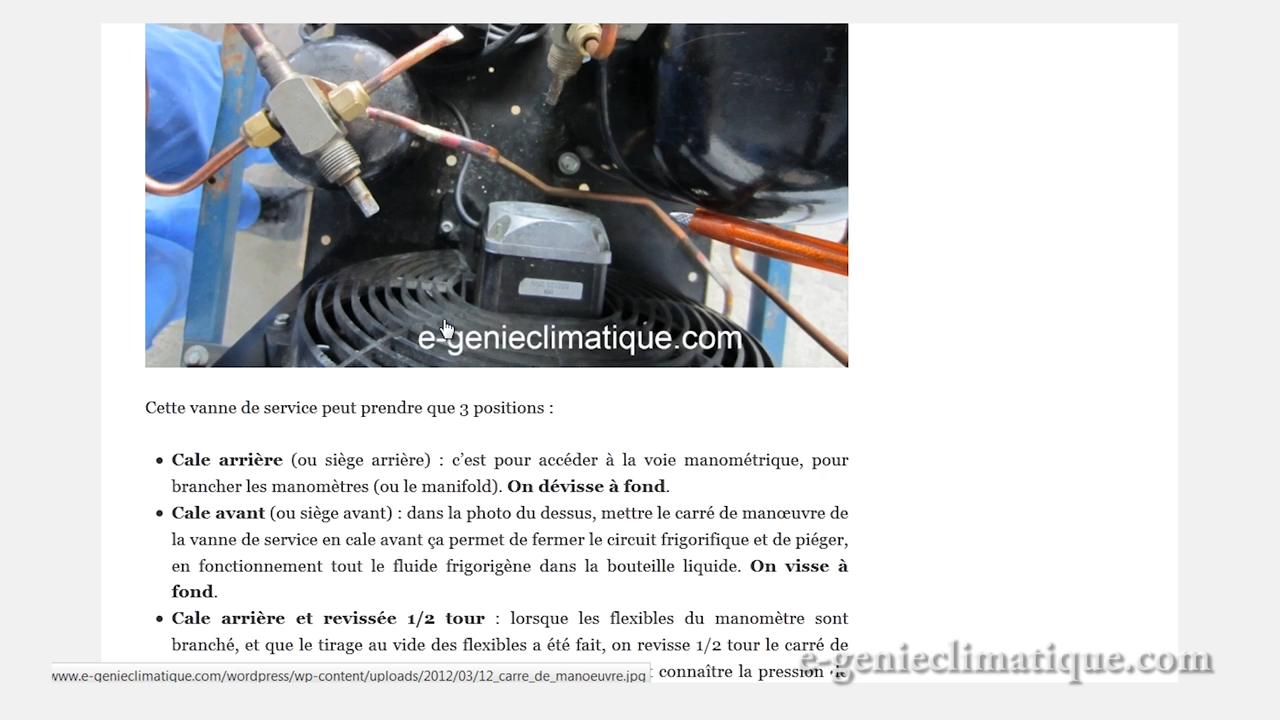 e-genieclimatique.com
Cette vanne de service peut prendre que 3 positions :
Cale arrière (ou siège arrière) : c'est pour accéder à la voie manométrique, pour
brancher les manomètres (ou le manifold). On dévisse à fond.
Cale avant (ou siège avant) : dans la photo du dessus, mettre le carré de manœuvre de
la vanne de service en cale avant ça permet de fermer le circuit frigorifique et de piéger,
en fonctionnement tout le fluide frigorigène dans la bouteille liquide. On visse à
fond.
Cale arrière et revissée 1/2 tour : lorsque les flexibles du manomètre sont
branché, et que le tirage au vide des flexibles a été fait, on revisse 1/2 tour le carré de
connaître la pression
e-genieclimatique.com
www.e-genieclimatique.com/wordpress/wp-content/uploads/2012/03/12_carre_de_manoeuvre.jpg